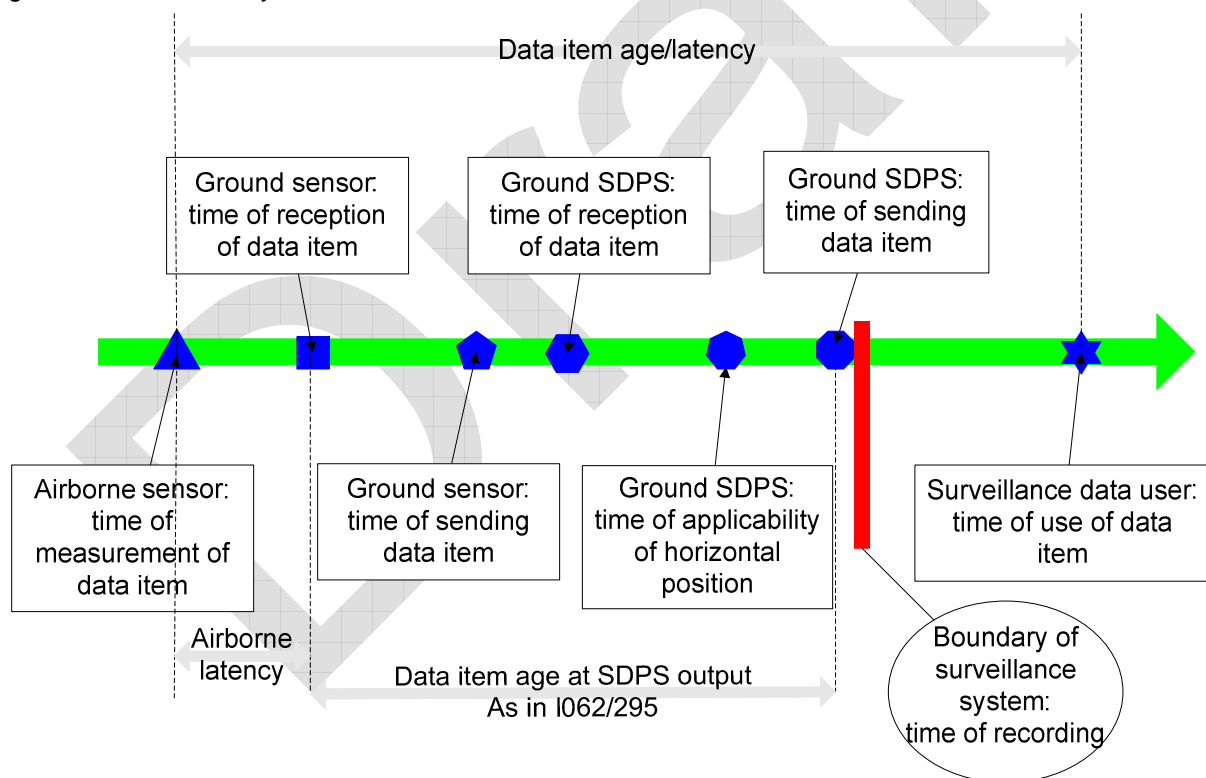 Data item age/latency
Ground sensor:
time of reception
of data item
Ground SDPS:
time of reception
of data item
Ground SDPS:
time of sending
data item
Airborne sensor:
time of
measurement of
data item
Ground sensor:
time of sending
data item
Ground SDPS:
time of applicability
of horizontal
position
Surveillance data user:
time of use of data
item
Airborne
latency
Data item age at SDPS output
As in I062/295
Boundary of
surveillance
system:
time of recording